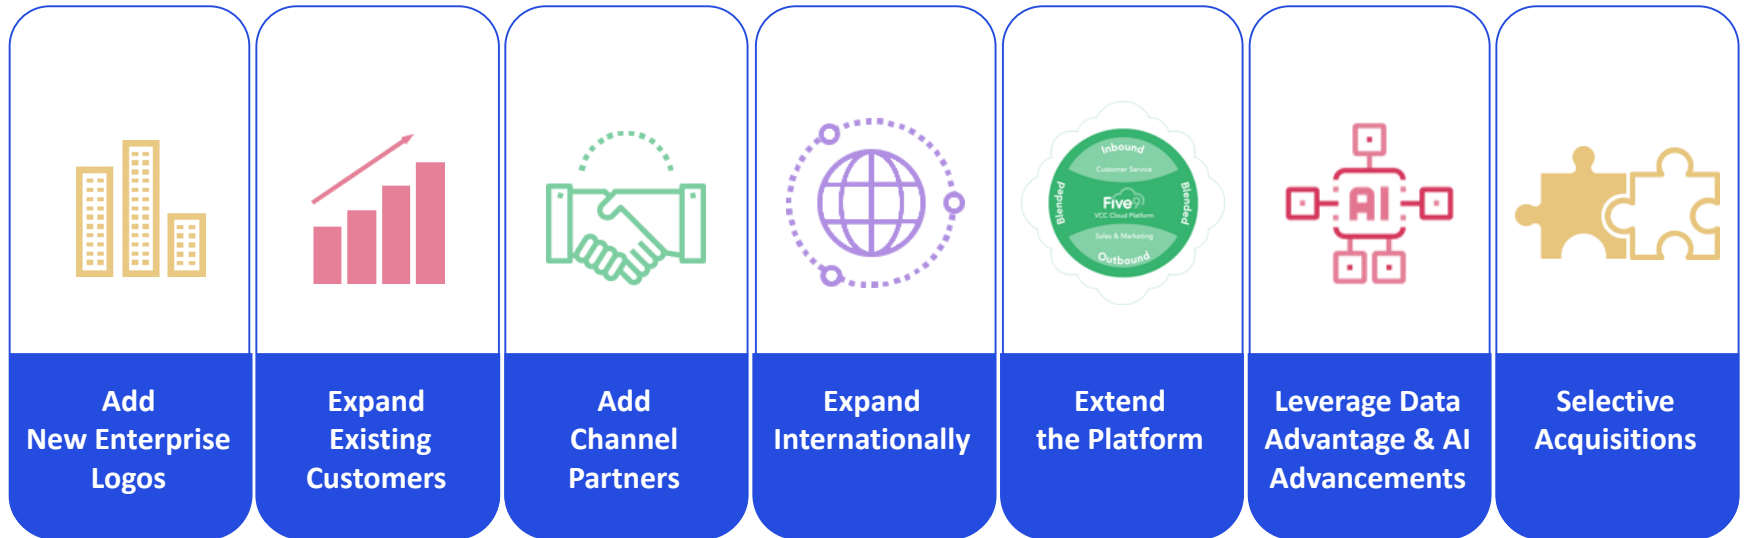 Inbound
Customer Service
Blended
Five9
Blended
VCC Cloud Platform
Sales & Marketing
Outbound
AI
Add
New Enterprise
Logos
Expand
Existing
Customers
Add
Channel
Partners
Expand
Internationally
Extend
the Platform
Leverage Data
Advantage & AI
Advancements
Selective
Acquisitions